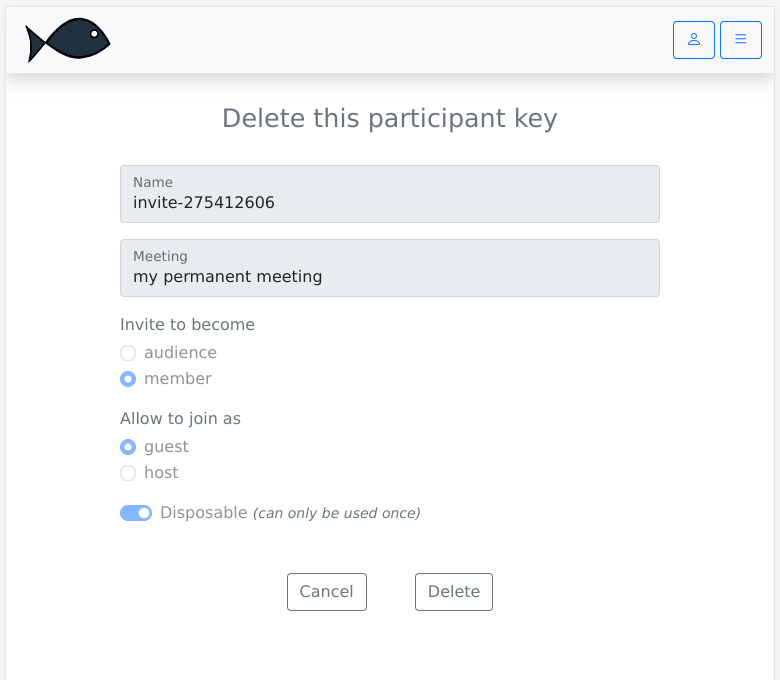 Delete this participant key
Name
invite-275412606
Meeting
my permanent meeting
Invite to become
audience
member
Allow to join as
guest
host
Disposable (can only be used once)
Cancel Delete